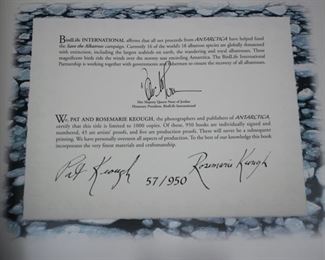 BirdLife INTERNATIONAL affirms that all net proceeds from ANTARCTICA have helped fund
the Save the Albatross campaign. Currently 16 of the world's 14 albatross species are globally threatened
with extinction, including the largest seabirds on earth, the wandering and royal albatrosses. These
magnificent birds ride the winds over the stormy seas encircling Antarctica. The BirdLife International
Partnership is working together with governments and to ensure the recovery of all albatrosses.
Her Majesty Queen Noor of Jordan
Honorary President, BirdLife International
We, PAT AND ROSEMARIE KEOUGH, the photographers and publishers of ANTARCTICA,
certify that this title is limited to 1000 copies. Of these, 950 books are individually signed and
numbered, 45 are artists' proofs, and five are production proofs. There will never be a subsequent
printing. We have personally overseen all aspects of production. To the best of our knowledge this book
incorporates the very finest materials and craftsmanship.
Pat Keough 57/950 Rosemarie Keough